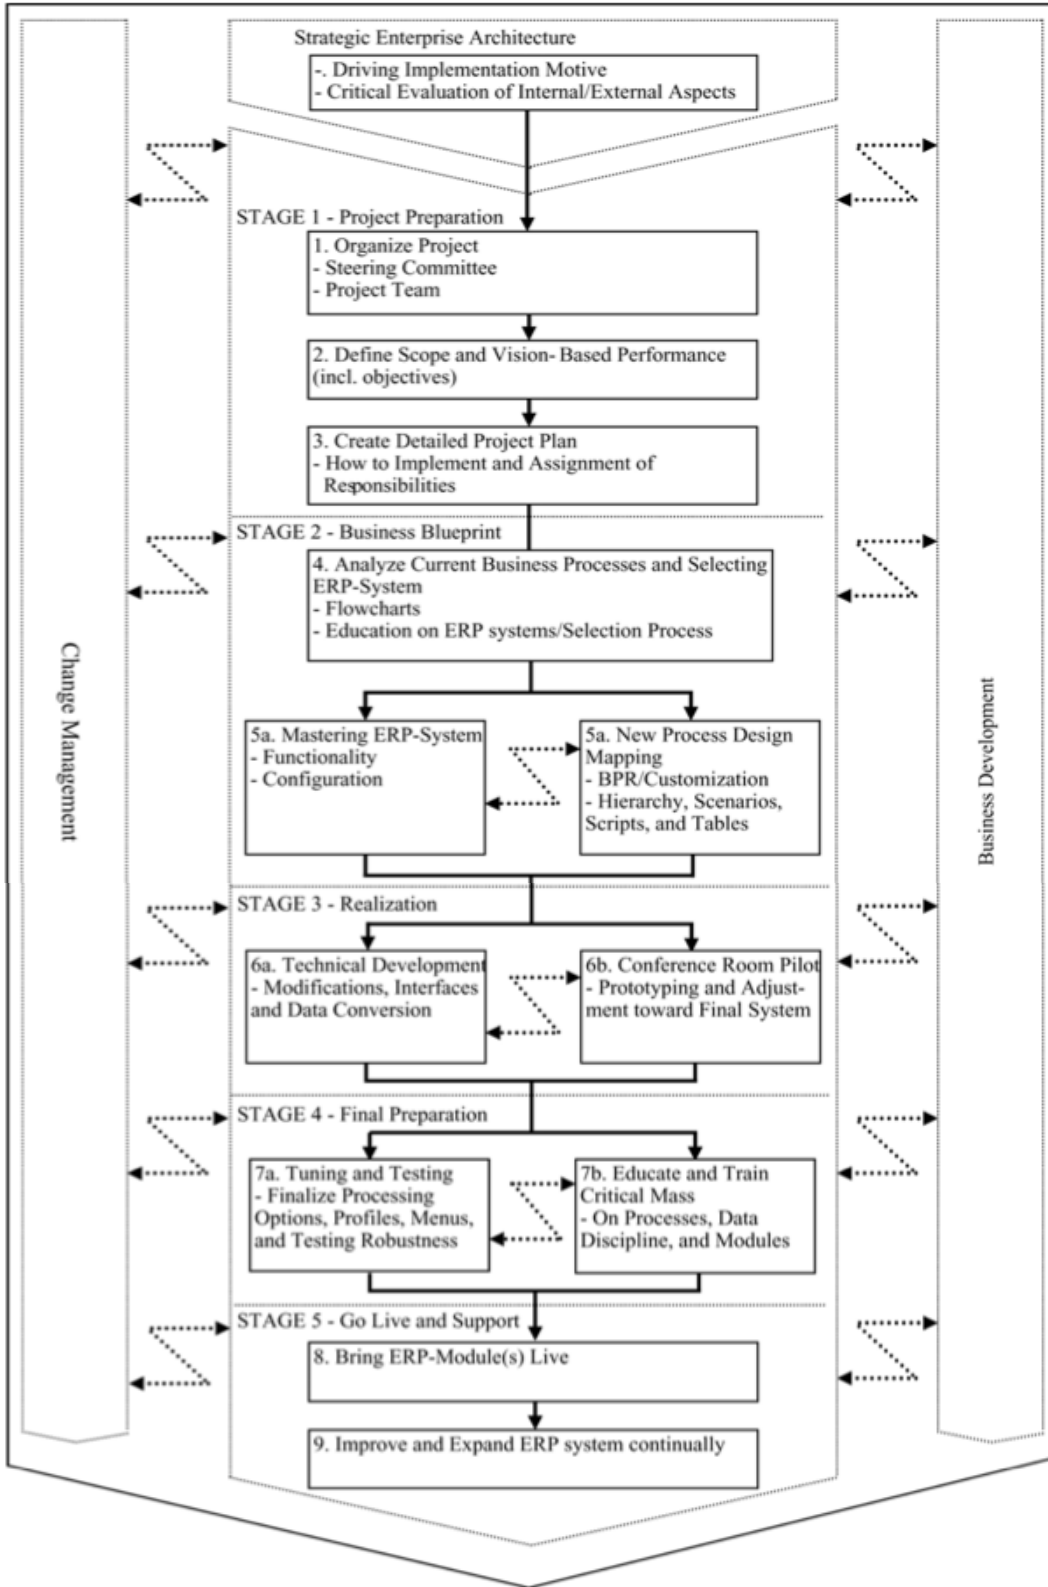 Strategic Enterprise Architecture
-. Driving Implementation Motive
- Critical Evaluation of Internal/External Aspects
STAGE 1 - Project Preparation
1. Organize Project
- Steering Committee
- Project Team
2. Define Scope and Vision- Based Performance
(incl. objectives)
3. Create Detailed Project Plan
- How to Implement and Assignment of
Responsibilities
STAGE 2 - Business Blueprint
4. Analyze Current Business Processes and Selecting
ERP-System
- Flowcharts
- Education on ERP systems/Selection Process
Change Management
Business Development
5a. Mastering ERP-System
- Functionality
- Configuration
5a. New Process Design
Mapping
- BPR/Customization
- Hierarchy, Scenarios,
Scripts, and Tables
STAGE 3 - Realization
6a. Technical Development
- Modifications, Interfaces
and Data Conversion
6b. Conference Room Pilot
- Prototyping and Adjust-
ment toward Final System
STAGE 4 - Final Preparation
7a. Tuning and Testing
- Finalize Processing
Options, Profiles, Menus,
and Testing Robustness
7b. Educate and Train
Critical Mass
- On Processes, Data
Discipline, and Modules
STAGE 5 - Go Live and Support
8. Bring ERP-Module(s) Live
9. Improve and Expand ERP system continually